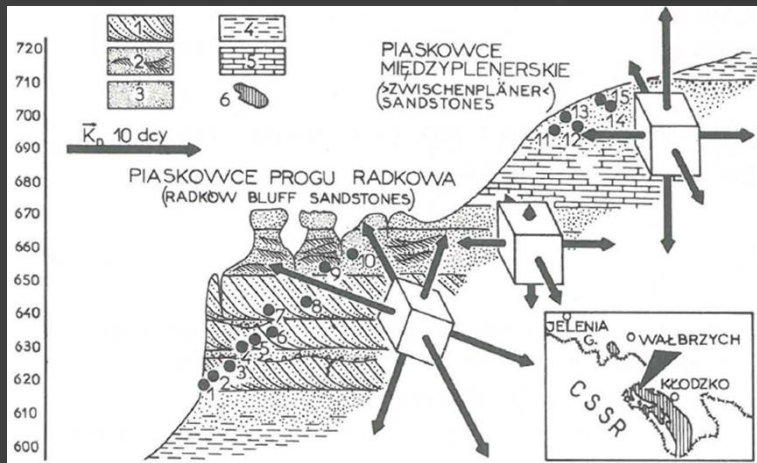 1
2
3
4
5
6
720
710
700
690
680
670
660
650
640
630
620
610
600
K⃗ₚ 10 dcy
PIASKOWCE
MIĘDZYPLENERSKIE
(>ZWISCHENPLÄNER<
SANDSTONES)
PIASKOWCE PROGU RADKOWA
(RADKÓW BLUFF SANDSTONES)
15
13
14
11
12
10
9
8
7
6
5
4
3
2
1
JELENIA
G.
WAŁBRZYCH
KŁODZKO
CSSR